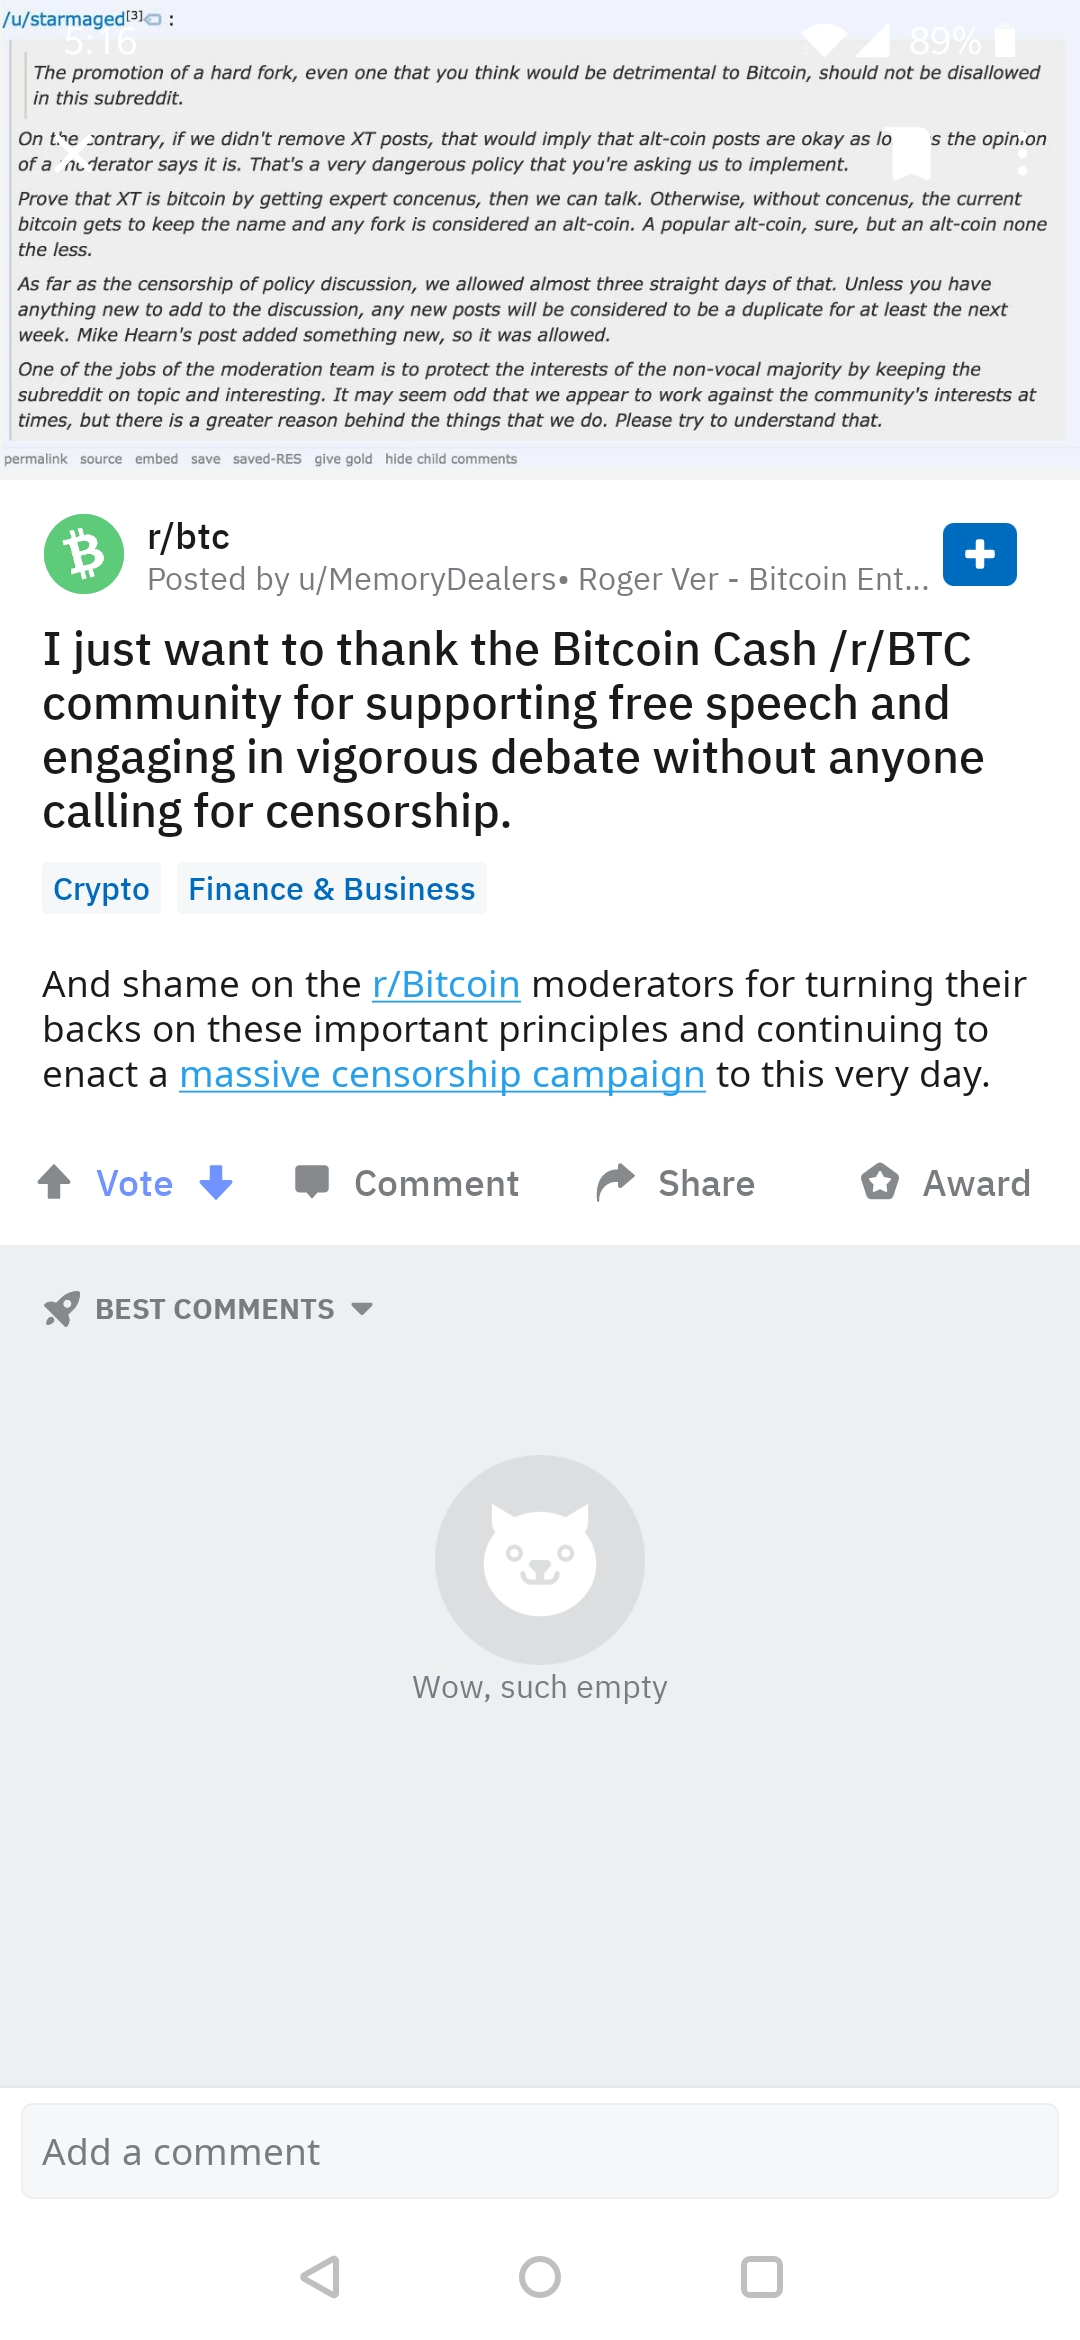 /u/starmaged[3] :
5:16
89%
The promotion of a hard fork, even one that you think would be detrimental to Bitcoin, should not be disallowed
in this subreddit.
On the contrary, if we didn't remove XT posts, that would imply that alt-coin posts are okay as lo s the opinion
of a moderator says it is. That's a very dangerous policy that you're asking us to implement.
Prove that XT is bitcoin by getting expert concenus, then we can talk. Otherwise, without concenus, the current
bitcoin gets to keep the name and any fork is considered an alt-coin. A popular alt-coin, sure, but an alt-coin none
the less.
As far as the censorship of policy discussion, we allowed almost three straight days of that. Unless you have
anything new to add to the discussion, any new posts will be considered to be a duplicate for at least the next
week. Mike Hearn's post added something new, so it was allowed.
One of the jobs of the moderation team is to protect the interests of the non-vocal majority by keeping the
subreddit on topic and interesting. It may seem odd that we appear to work against the community's interests at
times, but there is a greater reason behind the things that we do. Please try to understand that.
permalink source embed save saved-RES give gold hide child comments
r/btc
Posted by u/MemoryDealers• Roger Ver - Bitcoin Ent...
I just want to thank the Bitcoin Cash /r/BTC
community for supporting free speech and
engaging in vigorous debate without anyone
calling for censorship.
Crypto Finance & Business
And shame on the r/Bitcoin moderators for turning their
backs on these important principles and continuing to
enact a massive censorship campaign to this very day.
Vote Comment Share Award
BEST COMMENTS
Wow, such empty
Add a comment